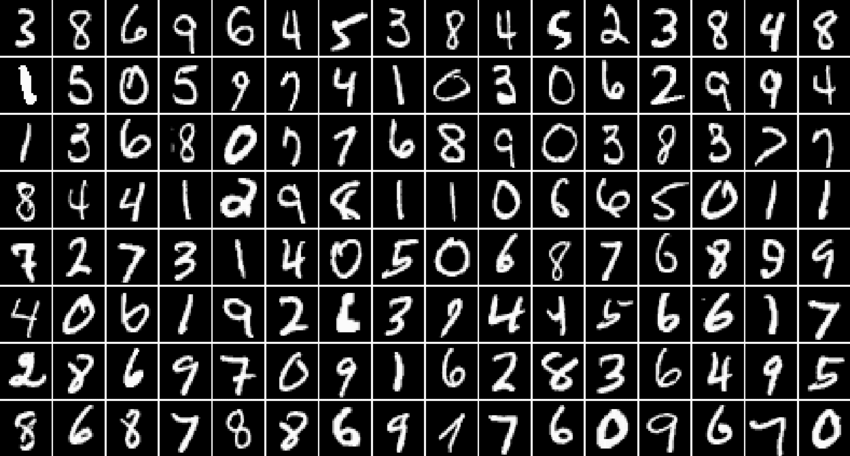 3 8 6 9 6 4 5 3 8 4 5 2 3 8 4 8
1 5 0 5 9 7 4 1 0 3 0 6 2 9 9 4
1 3 6 8 0 7 7 6 8 9 0 3 8 3 7 7
8 4 4 1 2 9 8 1 1 0 6 6 5 0 1 1
7 2 7 3 1 4 0 5 0 6 8 7 6 8 9 9
4 0 6 1 9 2 3 9 4 4 5 6 6 1 7
2 8 6 9 7 0 9 1 6 2 8 3 6 4 9 5
8 6 8 7 8 8 6 9 1 7 6 0 9 6 7 0